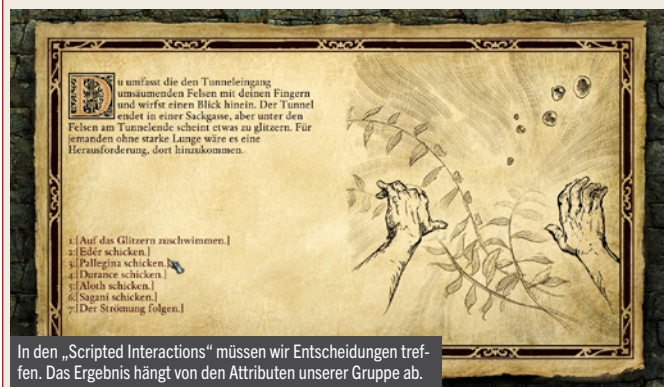 Du umfasst die den Tunneleingang
umsäumenden Felsen mit deinen Fingern
und wirfst einen Blick hinein. Der Tunnel
endet in einer Sackgasse, aber unter den
Felsen am Tunnelende scheint etwas zu glitzern. Für
jemanden ohne starke Lunge wäre es eine
Herausforderung, dort hinzukommen.
1:[Auf das Glitzern zuschwimmen.]
2:[Edér schicken.]
3:[Pallegina schicken.]
4:[Durance schicken.]
5:[Aloth schicken.]
6:[Sagani schicken.]
7:[Der Strömung folgen.]
In den „Scripted Interactions“ müssen wir Entscheidungen tref-
fen. Das Ergebnis hängt von den Attributen unserer Gruppe ab.